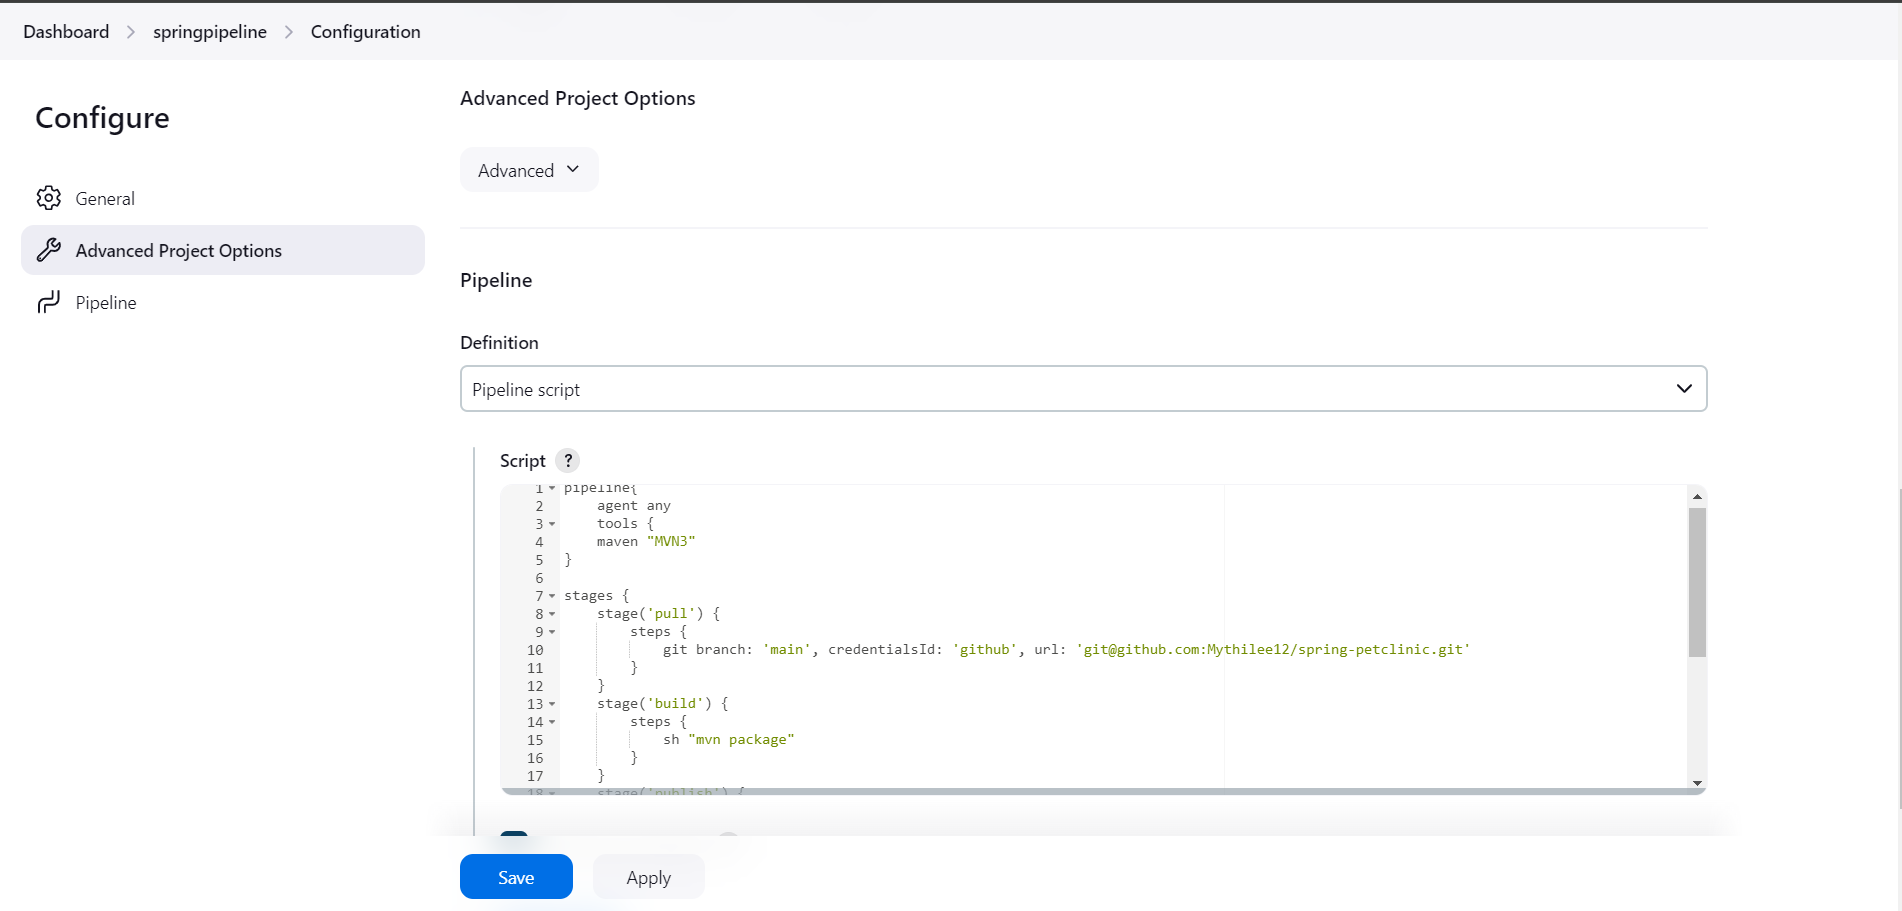 Dashboard > springpipeline > Configuration
Configure
General
Advanced Project Options
Pipeline
Advanced Project Options
Advanced
Pipeline
Definition
Pipeline script
Script ?
1 pipeline{
2     agent any
3     tools {
4     maven "MVN3"
5 }
6
7 stages {
8     stage('pull') {
9         steps {
10             git branch: 'main', credentialsId: 'github', url: 'git@github.com:Mythilee12/spring-petclinic.git'
11         }
12     }
13     stage('build') {
14         steps {
15             sh "mvn package"
16         }
17     }
18     stage('publish') {
Save Apply